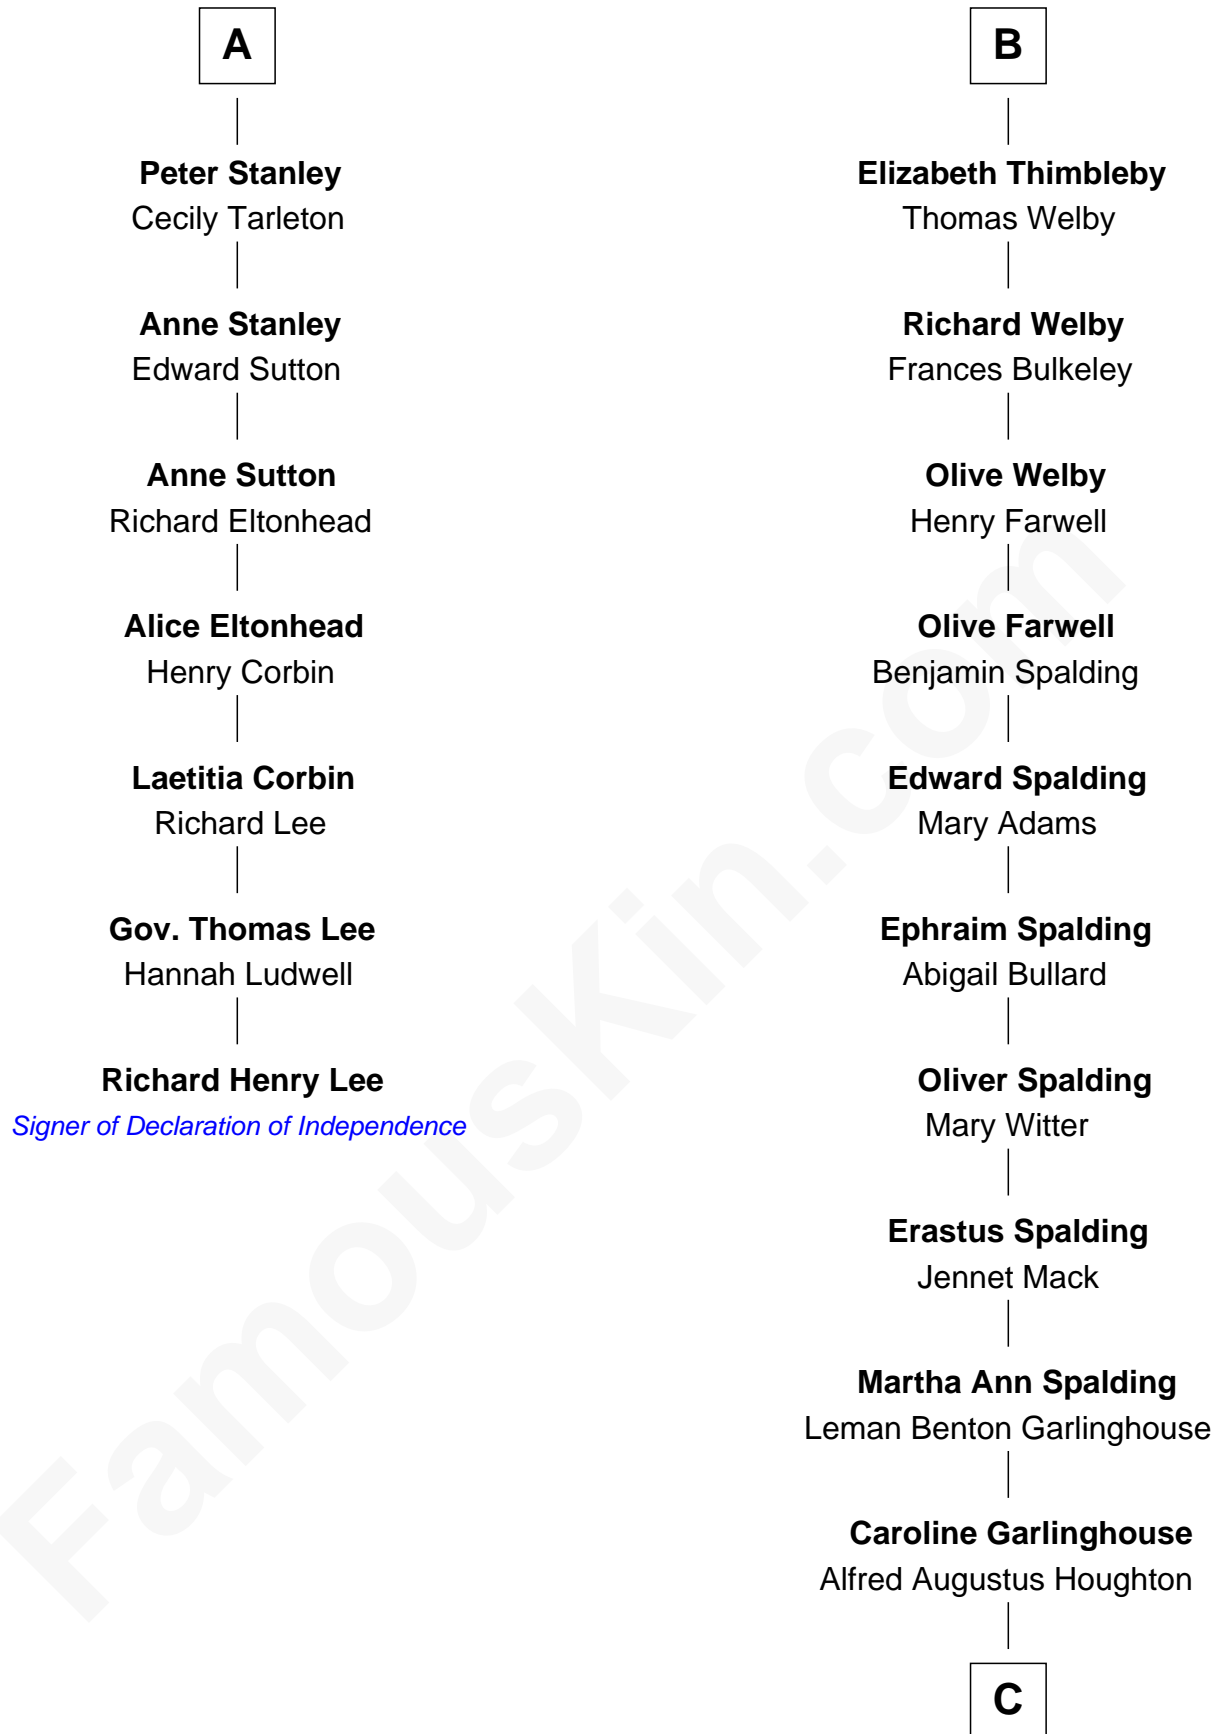 A
Peter Stanley
Cecily Tarleton
Anne Stanley
Edward Sutton
Anne Sutton
Richard Eltonhead
Alice Eltonhead
Henry Corbin
Laetitia Corbin
Richard Lee
Gov. Thomas Lee
Hannah Ludwell
Richard Henry Lee
Signer of Declaration of Independence
B
Elizabeth Thimbleby
Thomas Welby
Richard Welby
Frances Bulkeley
Olive Welby
Henry Farwell
Olive Farwell
Benjamin Spalding
Edward Spalding
Mary Adams
Ephraim Spalding
Abigail Bullard
Oliver Spalding
Mary Witter
Erastus Spalding
Jennet Mack
Martha Ann Spalding
Leman Benton Garlinghouse
Caroline Garlinghouse
Alfred Augustus Houghton
C
FamousKin.com